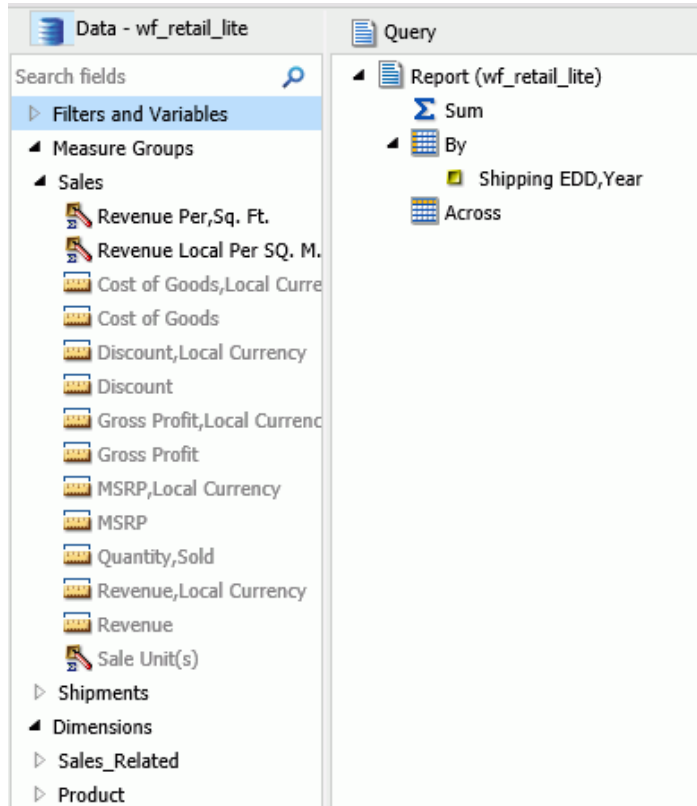 Data - wf_retail_lite
Search fields
Filters and Variables
Measure Groups
Sales
Revenue Per,Sq. Ft.
Revenue Local Per SQ. M.
Cost of Goods,Local Curre
Cost of Goods
Discount,Local Currency
Discount
Gross Profit,Local Currenc
Gross Profit
MSRP,Local Currency
MSRP
Quantity,Sold
Revenue,Local Currency
Revenue
Sale Unit(s)
Shipments
Dimensions
Sales_Related
Product
Query
Report (wf_retail_lite)
Sum
By
Shipping EDD,Year
Across